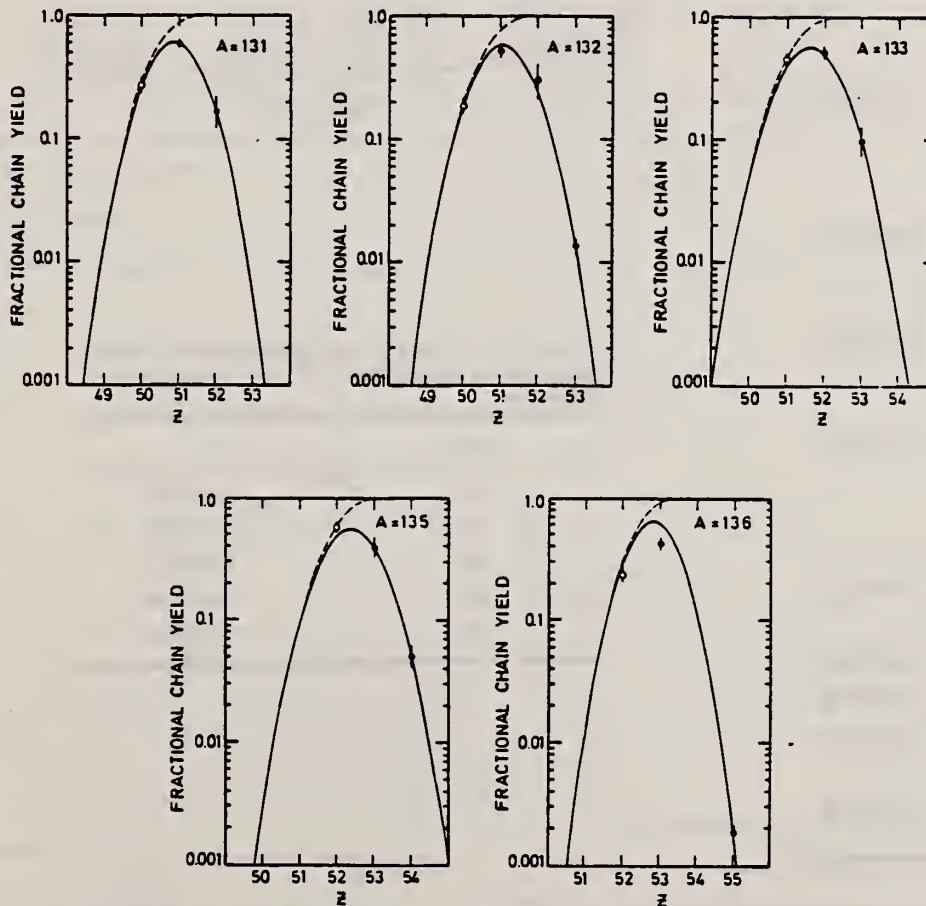 1.0
0.1
0.01
0.001
FRACTIONAL CHAIN YIELD
A=131
49 50 51 52 53
Z
1.0
0.1
0.01
0.001
FRACTIONAL CHAIN YIELD
A=132
49 50 51 52 53
Z
1.0
0.1
0.01
0.001
FRACTIONAL CHAIN YIELD
A=133
50 51 52 53 54
Z
1.0
0.1
0.01
0.001
FRACTIONAL CHAIN YIELD
A=135
50 51 52 53 54
Z
1.0
0.1
0.01
0.001
FRACTIONAL CHAIN YIELD
A=136
51 52 53 54 55
Z